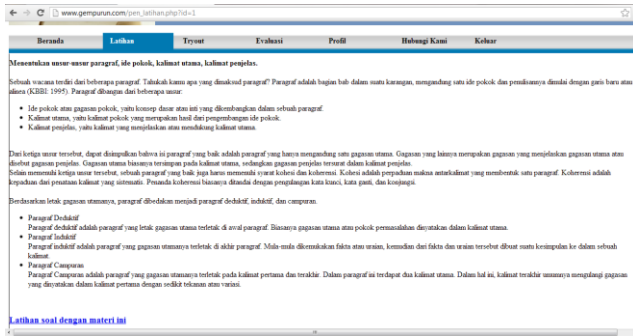 www.gempurun.com/pen_latihan.php?id=1
Beranda Latihan Tryout Evaluasi Profil Hubungi Kami Keluar
Menentukan unsur-unsur paragraf, ide pokok, kalimat utama, kalimat penjelas.
Sebuah wacana terdiri dari beberapa paragraf. Tahukah kamu apa yang dimaksud paragraf? Paragraf adalah bagian bab dalam suatu karangan, mengandung satu ide pokok dan penulisannya dimulai dengan garis baru atau
alinea (KBBI: 1995). Paragraf dibangun dari beberapa unsur:
• Ide pokok atau gagasan pokok, yaitu konsep dasar atau inti yang dikembangkan dalam sebuah paragraf.
• Kalimat utama, yaitu kalimat pokok yang merupakan hasil dari pengembangan ide pokok.
• Kalimat penjelas, yaitu kalimat yang menjelaskan atau mendukung kalimat utama.
Dari ketiga unsur tersebut, dapat disimpulkan bahwa isi paragraf yang baik adalah paragraf yang hanya mengandung satu gagasan utama. Gagasan yang lainnya merupakan gagasan yang menjelaskan gagasan utama atau
disebut gagasan penjelas. Gagasan utama biasanya tersimpan pada kalimat utama, sedangkan gagasan penjelas tersurat dalam kalimat penjelas.
Selain memenuhi ketiga unsur tersebut, sebuah paragraf yang baik juga harus memenuhi syarat kohesi dan koherensi. Kohesi adalah perpaduan makna antarkalimat yang membentuk satu paragraf. Koherensi adalah
kepaduan dari penataan kalimat yang sistematis. Penanda koherensi biasanya ditandai dengan pengulangan kata kunci, kata ganti, dan konjungsi.
Berdasarkan letak gagasan utamanya, paragraf dibedakan menjadi paragraf deduktif, induktif, dan campuran.
• Paragraf Deduktif
Paragraf deduktif adalah paragraf yang letak gagasan utama terletak di awal paragraf. Biasanya gagasan utama atau pokok permasalahan dinyatakan dalam kalimat utama.
• Paragraf Induktif
Paragraf induktif adalah paragraf yang gagasan utamanya terletak di akhir paragraf. Mula-mula dikemukakan fakta atau uraian, kemudian dari fakta dan uraian tersebut dibuat suatu kesimpulan ke dalam sebuah
kalimat.
• Paragraf Campuran
Paragraf Campuran adalah paragraf yang gagasan utamanya terletak pada kalimat pertama dan terakhir. Dalam paragraf ini terdapat dua kalimat utama. Dalam hal ini, kalimat terakhir umumnya mengulangi gagasan
yang dinyatakan dalam kalimat pertama dengan sedikit tekanan atau variasi.
Latihan soal dengan materi ini